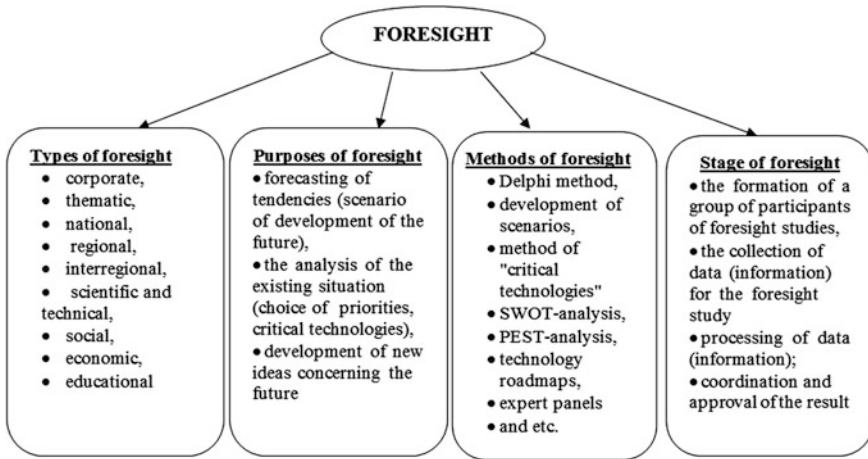 FORESIGHT
Types of foresight
• corporate,
• thematic,
• national,
• regional,
• interregional,
• scientific and
technical,
• social,
• economic,
• educational
Purposes of foresight
• forecasting of
tendencies (scenario
of development of the
future),
• the analysis of the
existing situation
(choice of priorities,
critical technologies),
• development of new
ideas concerning the
future
Methods of foresight
• Delphi method,
• development of
scenarios,
• method of
"critical
technologies"
• SWOT-analysis,
• PEST-analysis,
• technology
roadmaps,
• expert panels
• and etc.
Stage of foresight
• the formation of a
group of participants
of foresight studies,
• the collection of
data (information)
for the foresight
study
• processing of data
(information);
• coordination and
approval of the result